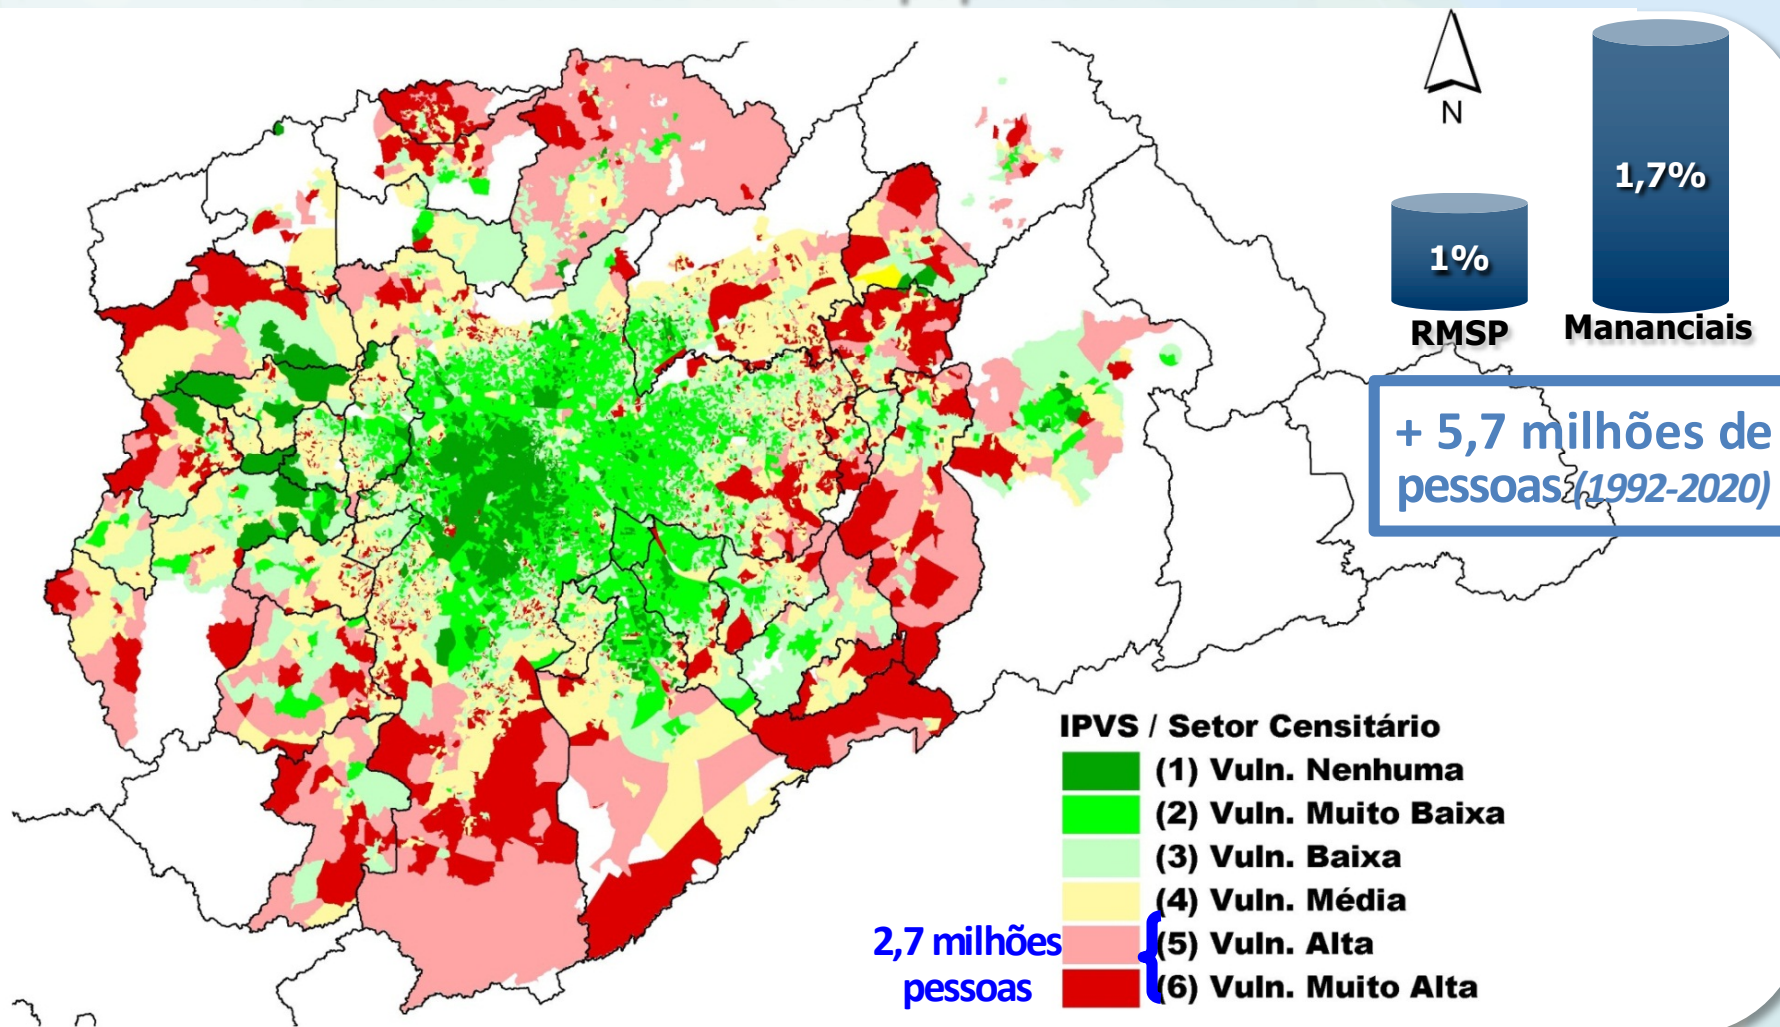 N
1,7%
1%
RMSP
Mananciais
+ 5,7 milhões de
pessoas (1992-2020)
IPVS / Setor Censitário
(1) Vuln. Nenhuma
(2) Vuln. Muito Baixa
(3) Vuln. Baixa
(4) Vuln. Média
(5) Vuln. Alta
(6) Vuln. Muito Alta
2,7 milhões
pessoas